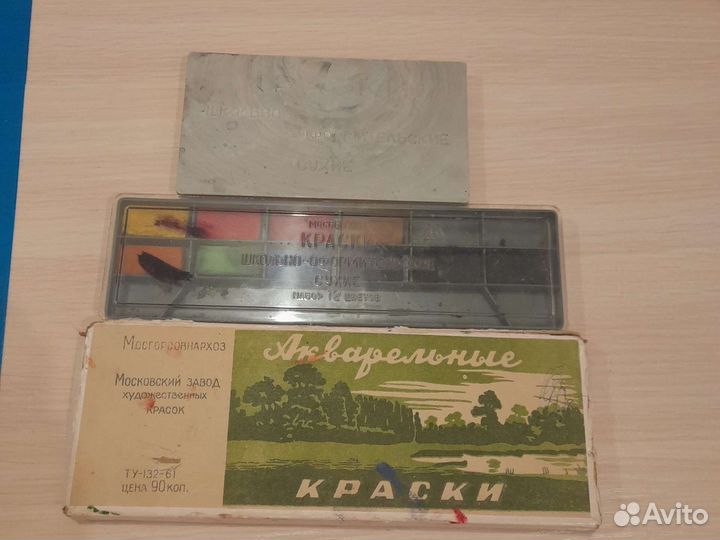 ШКОЛЬНО
ОФОРМИТЕЛЬСКИЕ
СУХИЕ
КРАСКИ
ШКОЛЬНО-ОФОРМИТЕЛЬСКИЕ
СУХИЕ
НАБОР 12 ЦВЕТОВ
МОСГОРСОВНАРХОЗ
МОСКОВСКИЙ ЗАВОД
ХУДОЖЕСТВЕННЫХ
КРАСОК
ТУ-132-61
ЦЕНА 90 КОП.
Акварельные
КРАСКИ
Avito